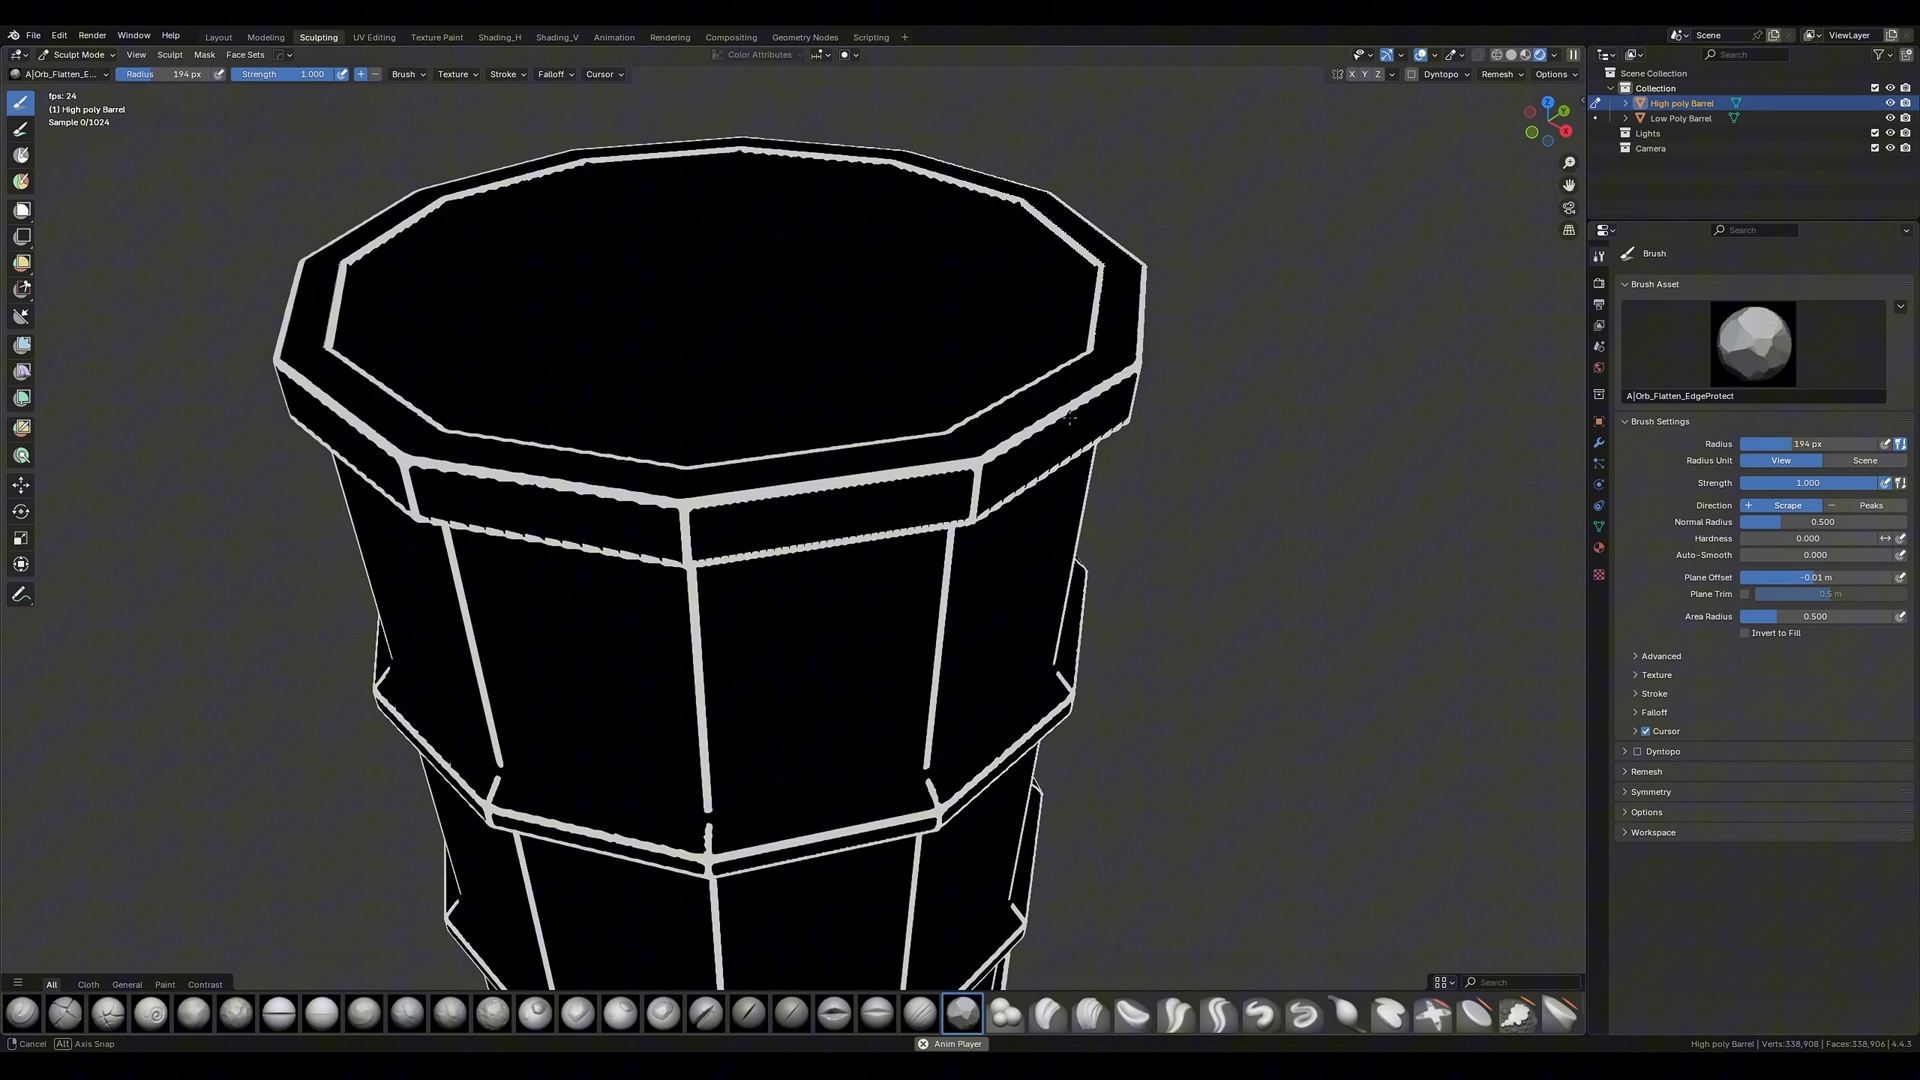 File Edit Render Window Help Layout Modeling Sculpting UV Editing Texture Paint Shading_H Shading_V Animation Rendering Geometry Nodes Scripting + Scene ViewLayer
Sculpt Mode View Sculpt Mask Face Sets Color Attributes Search
A|Orb_Flatten_E... Radius 194 px Strength 1.000 Brush Texture Stroke Falloff Cursor X Y Z Dyntopo Remesh Options
Scene Collection
Collection
High poly Barrel
Low Poly Barrel
Lights
Camera
fps: 24
(1) High poly Barrel
Sample 0/1024
Z
Y
X
Search
Brush
Brush Asset
A|Orb_Flatten_EdgeProtect
Brush Settings
Radius 194 px
Radius Unit View Scene
Strength 1.000
Direction + Scrape − Peaks
Normal Radius 0.500
Hardness 0.000
Auto-Smooth 0.000
Plane Offset -0.01 m
Plane Trim 0.5 m
Area Radius 0.500
Invert to Fill
Advanced
Texture
Stroke
Falloff
Cursor
Dyntopo
Remesh
Symmetry
Options
Workspace
All Cloth General Paint Contrast Search
Cancel Alt Axis Snap Anim Player High poly Barrel | Verts:338,908 | Faces:338,906 | 4.4.3